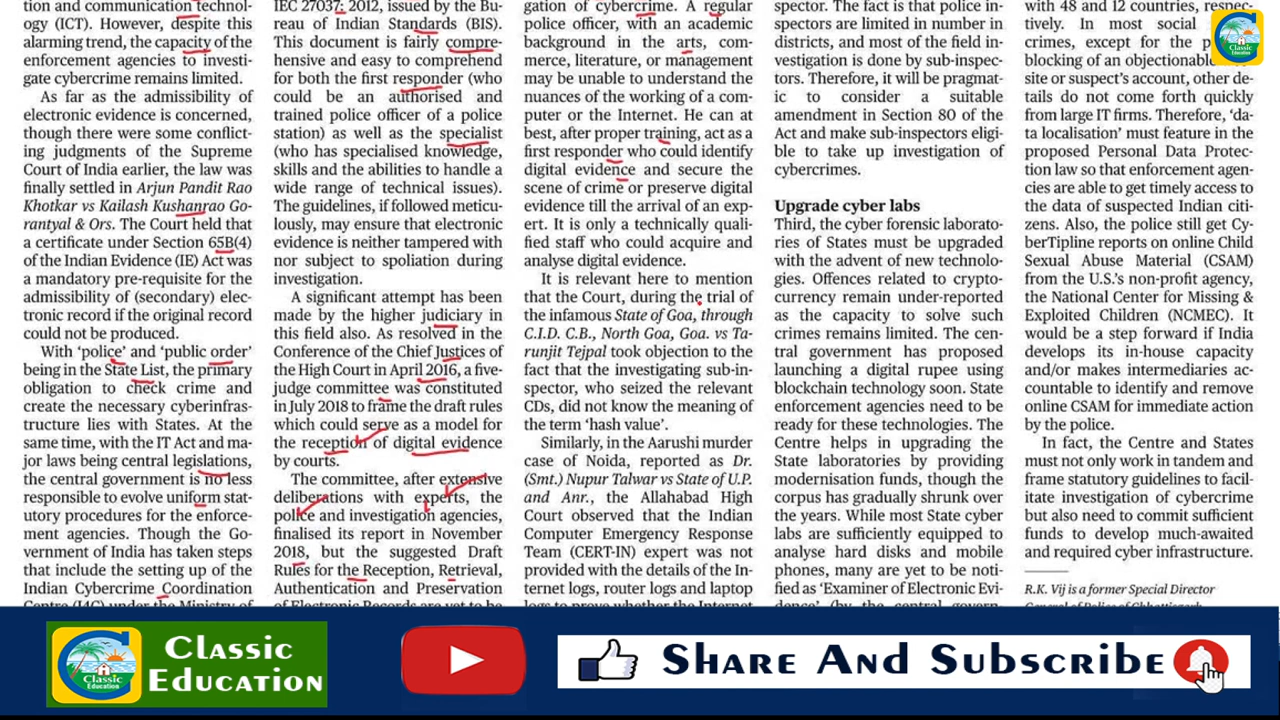 tion and communication technol-
ogy (ICT). However, despite this
alarming trend, the capacity of the
enforcement agencies to investi-
gate cybercrime remains limited.
As far as the admissibility of
electronic evidence is concerned,
though there were some conflict-
ing judgments of the Supreme
Court of India earlier, the law was
finally settled in Arjun Pandit Rao
Khotkar vs Kailash Kushanrao Go-
rantyal & Ors. The Court held that
a certificate under Section 65B(4)
of the Indian Evidence (IE) Act was
a mandatory pre-requisite for the
admissibility of (secondary) elec-
tronic record if the original record
could not be produced.
With ‘police’ and ‘public order’
being in the State List, the primary
obligation to check crime and
create the necessary cyberinfras-
tructure lies with States. At the
same time, with the IT Act and ma-
jor laws being central legislations,
the central government is no less
responsible to evolve uniform stat-
utory procedures for the enforce-
ment agencies. Though the Go-
vernment of India has taken steps
that include the setting up of the
Indian Cybercrime Coordination
Centre (I4C) under the Ministry of
IEC 27037: 2012, issued by the Bu-
reau of Indian Standards (BIS).
This document is fairly compre-
hensive and easy to comprehend
for both the first responder (who
could be an authorised and
trained police officer of a police
station) as well as the specialist
(who has specialised knowledge,
skills and the abilities to handle a
wide range of technical issues).
The guidelines, if followed meticu-
lously, may ensure that electronic
evidence is neither tampered with
nor subject to spoliation during
investigation.
A significant attempt has been
made by the higher judiciary in
this field also. As resolved in the
Conference of the Chief Justices of
the High Court in April 2016, a five-
judge committee was constituted
in July 2018 to frame the draft rules
which could serve as a model for
the reception of digital evidence
by courts.
The committee, after extensive
deliberations with experts, the
police and investigation agencies,
finalised its report in November
2018, but the suggested Draft
Rules for the Reception, Retrieval,
Authentication and Preservation
of Electronic Records are yet to be
gation of cybercrime. A regular
police officer, with an academic
background in the arts, com-
merce, literature, or management
may be unable to understand the
nuances of the working of a com-
puter or the Internet. He can at
best, after proper training, act as a
first responder who could identify
digital evidence and secure the
scene of crime or preserve digital
evidence till the arrival of an exp-
ert. It is only a technically quali-
fied staff who could acquire and
analyse digital evidence.
It is relevant here to mention
that the Court, during the trial of
the infamous State of Goa, through
C.I.D. C.B., North Goa, Goa. vs Ta-
runjit Tejpal took objection to the
fact that the investigating sub-in-
spector, who seized the relevant
CDs, did not know the meaning of
the term ‘hash value’.
Similarly, in the Aarushi murder
case of Noida, reported as Dr.
(Smt.) Nupur Talwar vs State of U.P.
and Anr., the Allahabad High
Court observed that the Indian
Computer Emergency Response
Team (CERT-IN) expert was not
provided with the details of the In-
ternet logs, router logs and laptop
logs to prove whether the Internet
spector. The fact is that police in-
spectors are limited in number in
districts, and most of the field in-
vestigation is done by sub-inspec-
tors. Therefore, it will be pragmat-
ic to consider a suitable
amendment in Section 80 of the
Act and make sub-inspectors eligi-
ble to take up investigation of
cybercrimes.
Upgrade cyber labs
Third, the cyber forensic laborato-
ries of States must be upgraded
with the advent of new technolo-
gies. Offences related to crypto-
currency remain under-reported
as the capacity to solve such
crimes remains limited. The cen-
tral government has proposed
launching a digital rupee using
blockchain technology soon. State
enforcement agencies need to be
ready for these technologies. The
Centre helps in upgrading the
State laboratories by providing
modernisation funds, though the
corpus has gradually shrunk over
the years. While most State cyber
labs are sufficiently equipped to
analyse hard disks and mobile
phones, many are yet to be noti-
fied as ‘Examiner of Electronic Evi-
dence’ (by the central govern-
with 48 and 12 countries, respec-
tively. In most social
crimes, except for the
blocking of an objectionable
site or suspect’s account, other de-
tails do not come forth quickly
from large IT firms. Therefore, ‘da-
ta localisation’ must feature in the
proposed Personal Data Protec-
tion law so that enforcement agen-
cies are able to get timely access to
the data of suspected Indian citi-
zens. Also, the police still get Cy-
berTipline reports on online Child
Sexual Abuse Material (CSAM)
from the U.S.’s non-profit agency,
the National Center for Missing &
Exploited Children (NCMEC). It
would be a step forward if India
develops its in-house capacity
and/or makes intermediaries ac-
countable to identify and remove
online CSAM for immediate action
by the police.
In fact, the Centre and States
must not only work in tandem and
frame statutory guidelines to facil-
itate investigation of cybercrime
but also need to commit sufficient
funds to develop much-awaited
and required cyber infrastructure.
R.K. Vij is a former Special Director
General of Police of Chhattisgarh
Classic
Education
Classic
Education
Classic
Education
Share And Subscribe